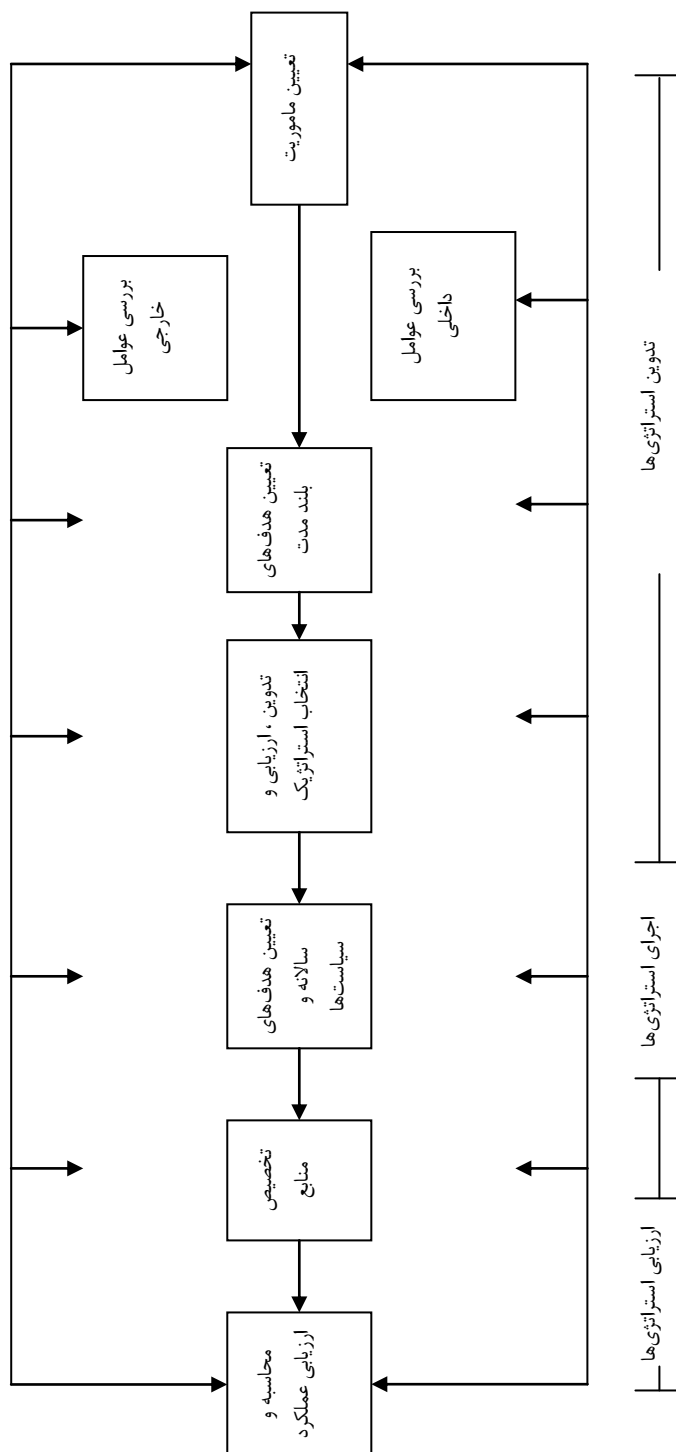 تعیین ماموریت
بررسی عوامل
خارجی
بررسی عوامل
داخلی
تعیین هدف‌های
بلند مدت
تدوین ، ارزیابی و
انتخاب استراتژیک
تعیین هدف‌های
سالانه و
سیاست‌ها
تخصیص
منابع
محاسبه و
ارزیابی عملکرد
تدوین استراتژی‌ها
اجرای استراتژی‌ها
ارزیابی استراتژی‌ها